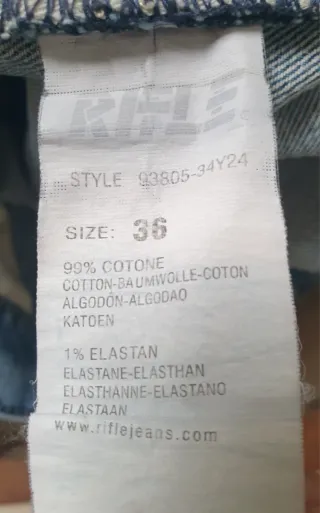 RIFLE
STYLE 93805-94Y24
SIZE: 36
99% COTONE
COTTON-BAUMWOLLE-COTON
ALGODÓN-ALGODAO
KATOEN
1% ELASTAN
ELASTANE-ELASTHAN
ELASTHANNE-ELASTANO
ELASTAAN
www.riflejeans.com